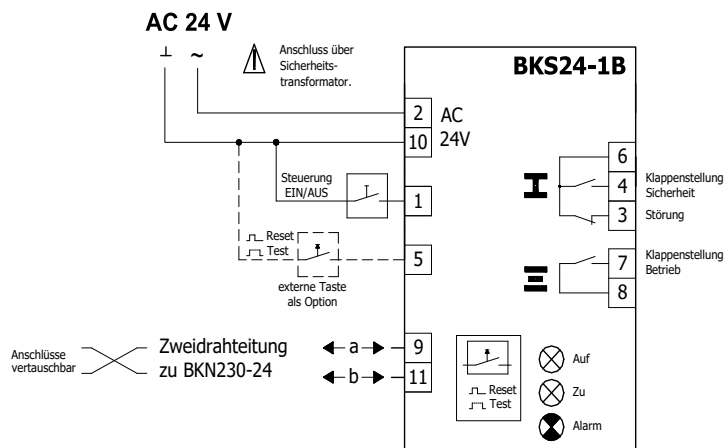 AC 24 V
⊥ ~
Anschluss über
Sicherheits-
transformator.
BKS24-1B
2
AC
10
24V
Steuerung
EIN/AUS
1
Reset
Test
5
externe Taste
als Option
6
4
Klappenstellung
Sicherheit
3
Störung
7
Klappenstellung
Betrieb
8
Anschlüsse
vertauschbar
Zweidrahteitung
zu BKN230-24
a
9
b
11
Reset
Test
Auf
Zu
Alarm